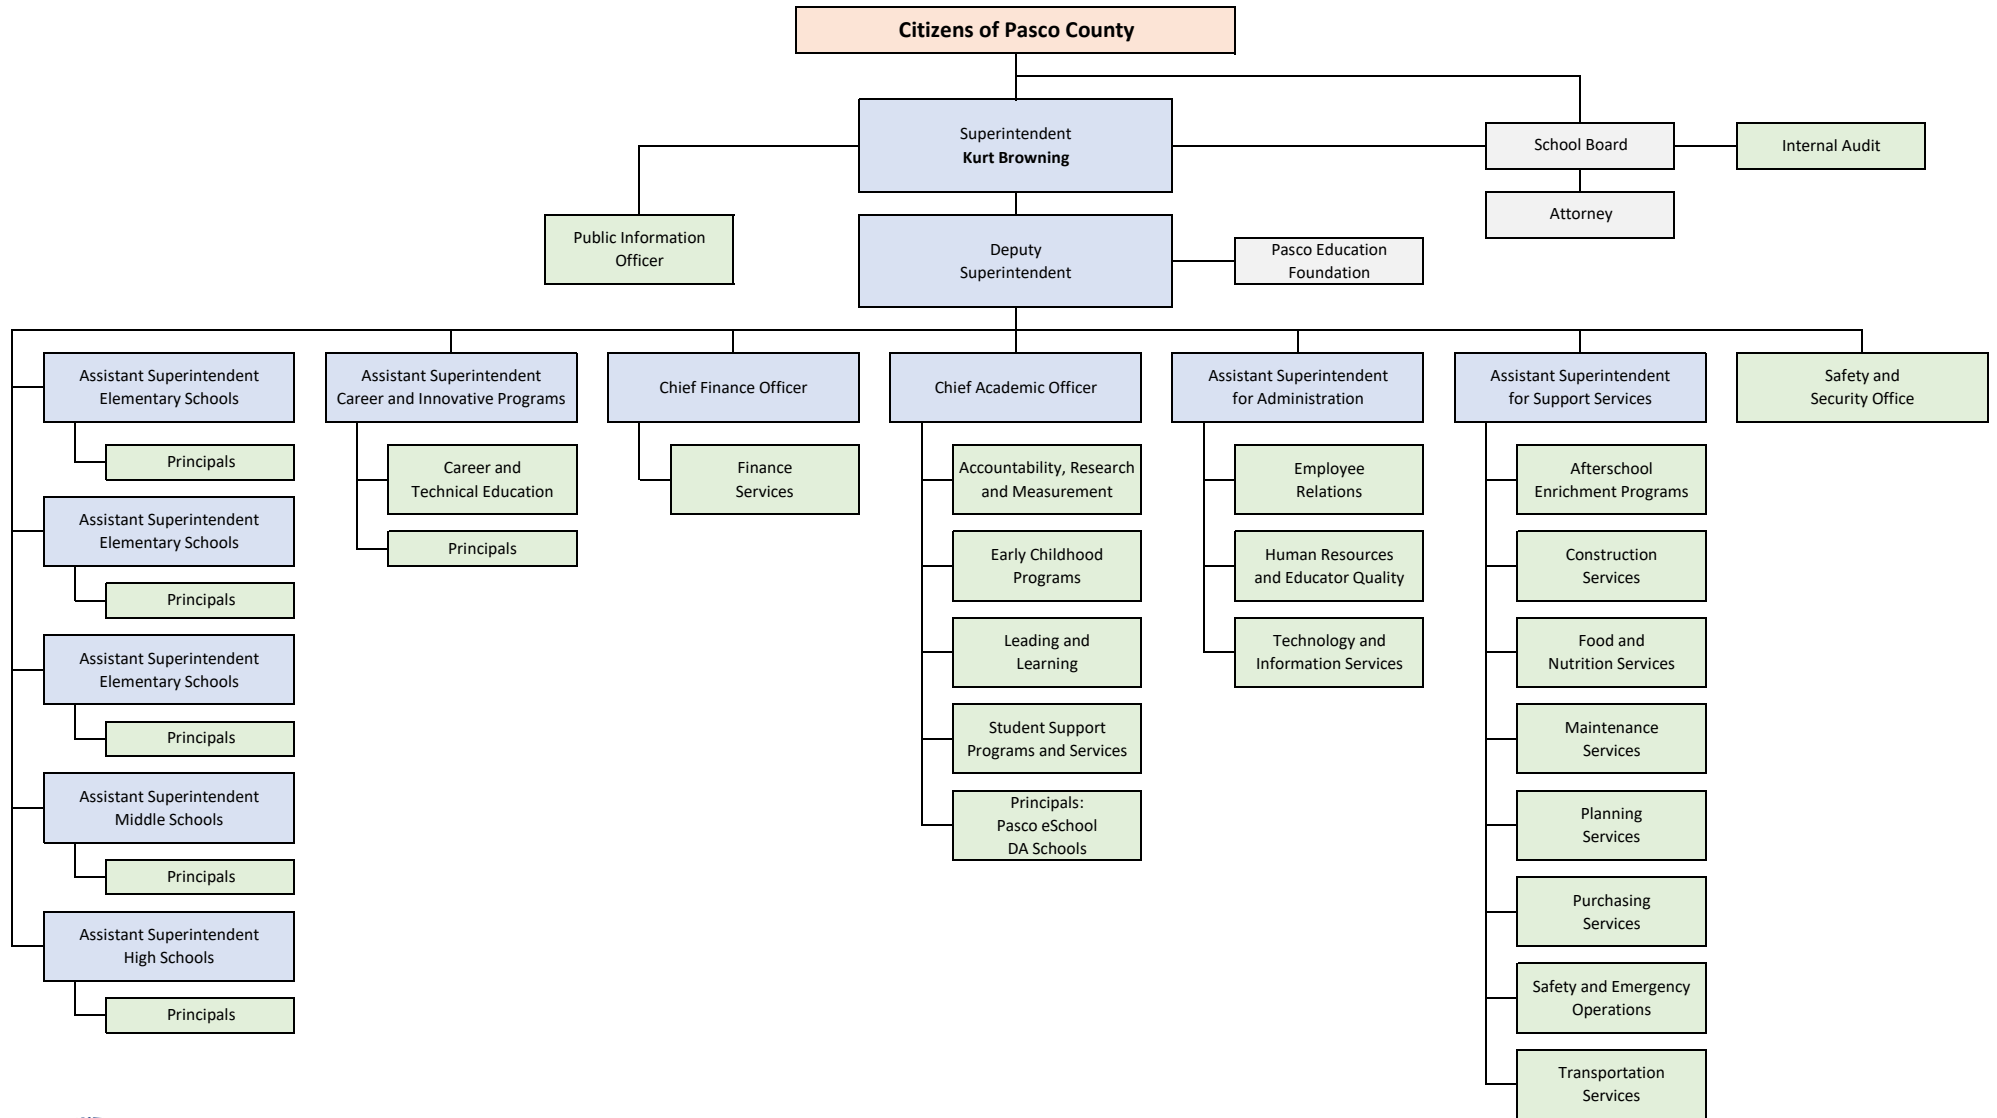 Citizens of Pasco County
Superintendent
Kurt Browning
School Board
Internal Audit
Attorney
Public Information
Officer
Deputy
Superintendent
Pasco Education
Foundation
Assistant Superintendent
Elementary Schools
Principals
Assistant Superintendent
Elementary Schools
Principals
Assistant Superintendent
Elementary Schools
Principals
Assistant Superintendent
Middle Schools
Principals
Assistant Superintendent
High Schools
Principals
Assistant Superintendent
Career and Innovative Programs
Career and
Technical Education
Principals
Chief Finance Officer
Finance
Services
Chief Academic Officer
Accountability, Research
and Measurement
Early Childhood
Programs
Leading and
Learning
Student Support
Programs and Services
Principals:
Pasco eSchool
DA Schools
Assistant Superintendent
for Administration
Employee
Relations
Human Resources
and Educator Quality
Technology and
Information Services
Assistant Superintendent
for Support Services
Afterschool
Enrichment Programs
Construction
Services
Food and
Nutrition Services
Maintenance
Services
Planning
Services
Purchasing
Services
Safety and Emergency
Operations
Transportation
Services
Safety and
Security Office